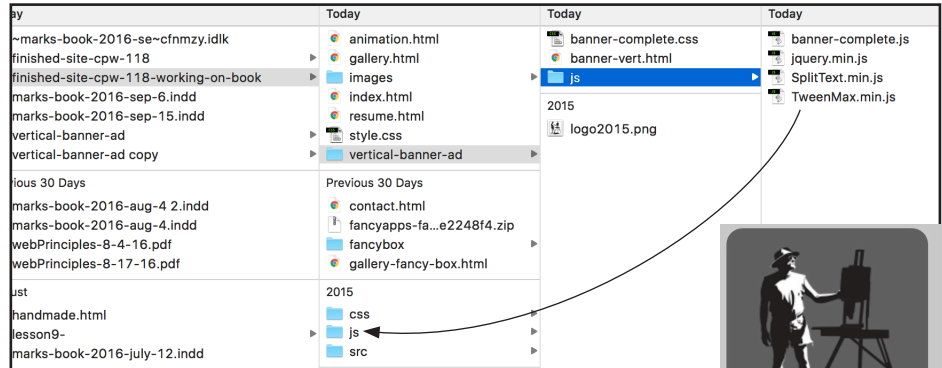 ay
~marks-book-2016-se~cfnmzy.idlk
finished-site-cpw-118
finished-site-cpw-118-working-on-book
marks-book-2016-sep-6.indd
marks-book-2016-sep-15.indd
vertical-banner-ad
vertical-banner-ad copy
ious 30 Days
marks-book-2016-aug-4 2.indd
marks-book-2016-aug-4.indd
webPrinciples-8-4-16.pdf
webPrinciples-8-17-16.pdf
ust
handmade.html
lesson9-
marks-book-2016-july-12.indd
Today
animation.html
gallery.html
images
index.html
resume.html
style.css
vertical-banner-ad
Previous 30 Days
contact.html
fancyapps-fa...e2248f4.zip
fancybox
gallery-fancy-box.html
2015
css
js
src
Today
banner-complete.css
banner-vert.html
js
2015
logo2015.png
Today
banner-complete.js
jquery.min.js
SplitText.min.js
TweenMax.min.js